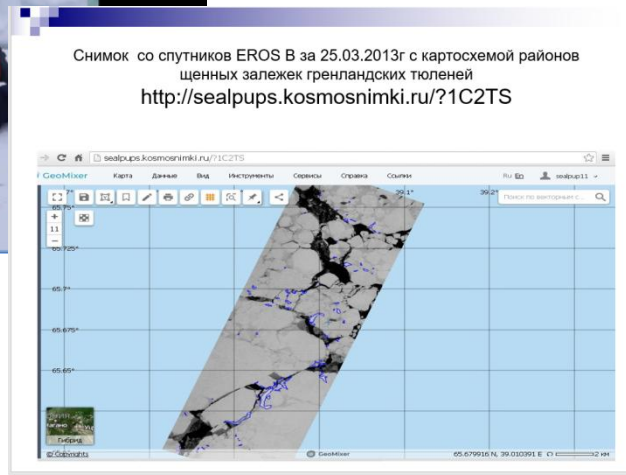 Снимок со спутников EROS B за 25.03.2013г с картосхемой районов
щенных залежек гренландских тюленей
http://sealpups.kosmosnimki.ru/?1C2TS
sealpups.kosmosnimki.ru/?1C2TS
GeoMixer Карта Данные Вид Инструменты Сервисы Справка Ссылки Ru En sealpup11
39.1° 39.2°
Поиск по векторным с...
65.75°
11
65.725°
65.7°
65.675°
65.65°
Гибрид
© Copyrights GeoMixer 65.679916 N, 39.010391 E 2 км